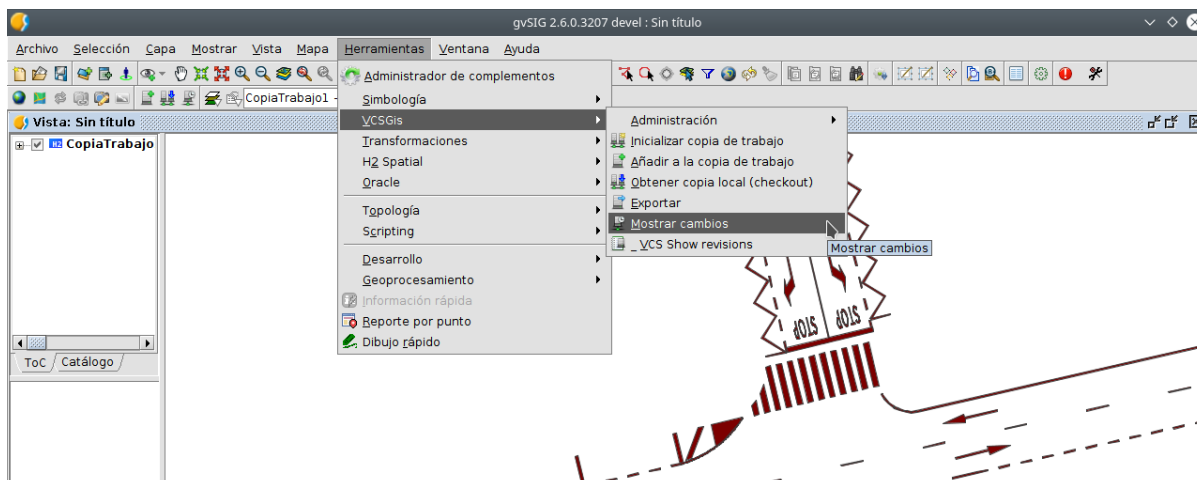 gvSIG 2.6.0.3207 devel : Sin título
Archivo Selección Capa Mostrar Vista Mapa Herramientas Ventana Ayuda
CopiaTrabajo1 -
Vista: Sin título
CopiaTrabajo
ToC Catálogo
Administrador de complementos
Simbología
VCSGis
Transformaciones
H2 Spatial
Oracle
Topología
Scripting
Desarrollo
Geoprocesamiento
Información rápida
Reporte por punto
Dibujo rápido
Administración
Inicializar copia de trabajo
Añadir a la copia de trabajo
Obtener copia local (checkout)
Exportar
Mostrar cambios
_ VCS Show revisions
Mostrar cambios
STOP STOP